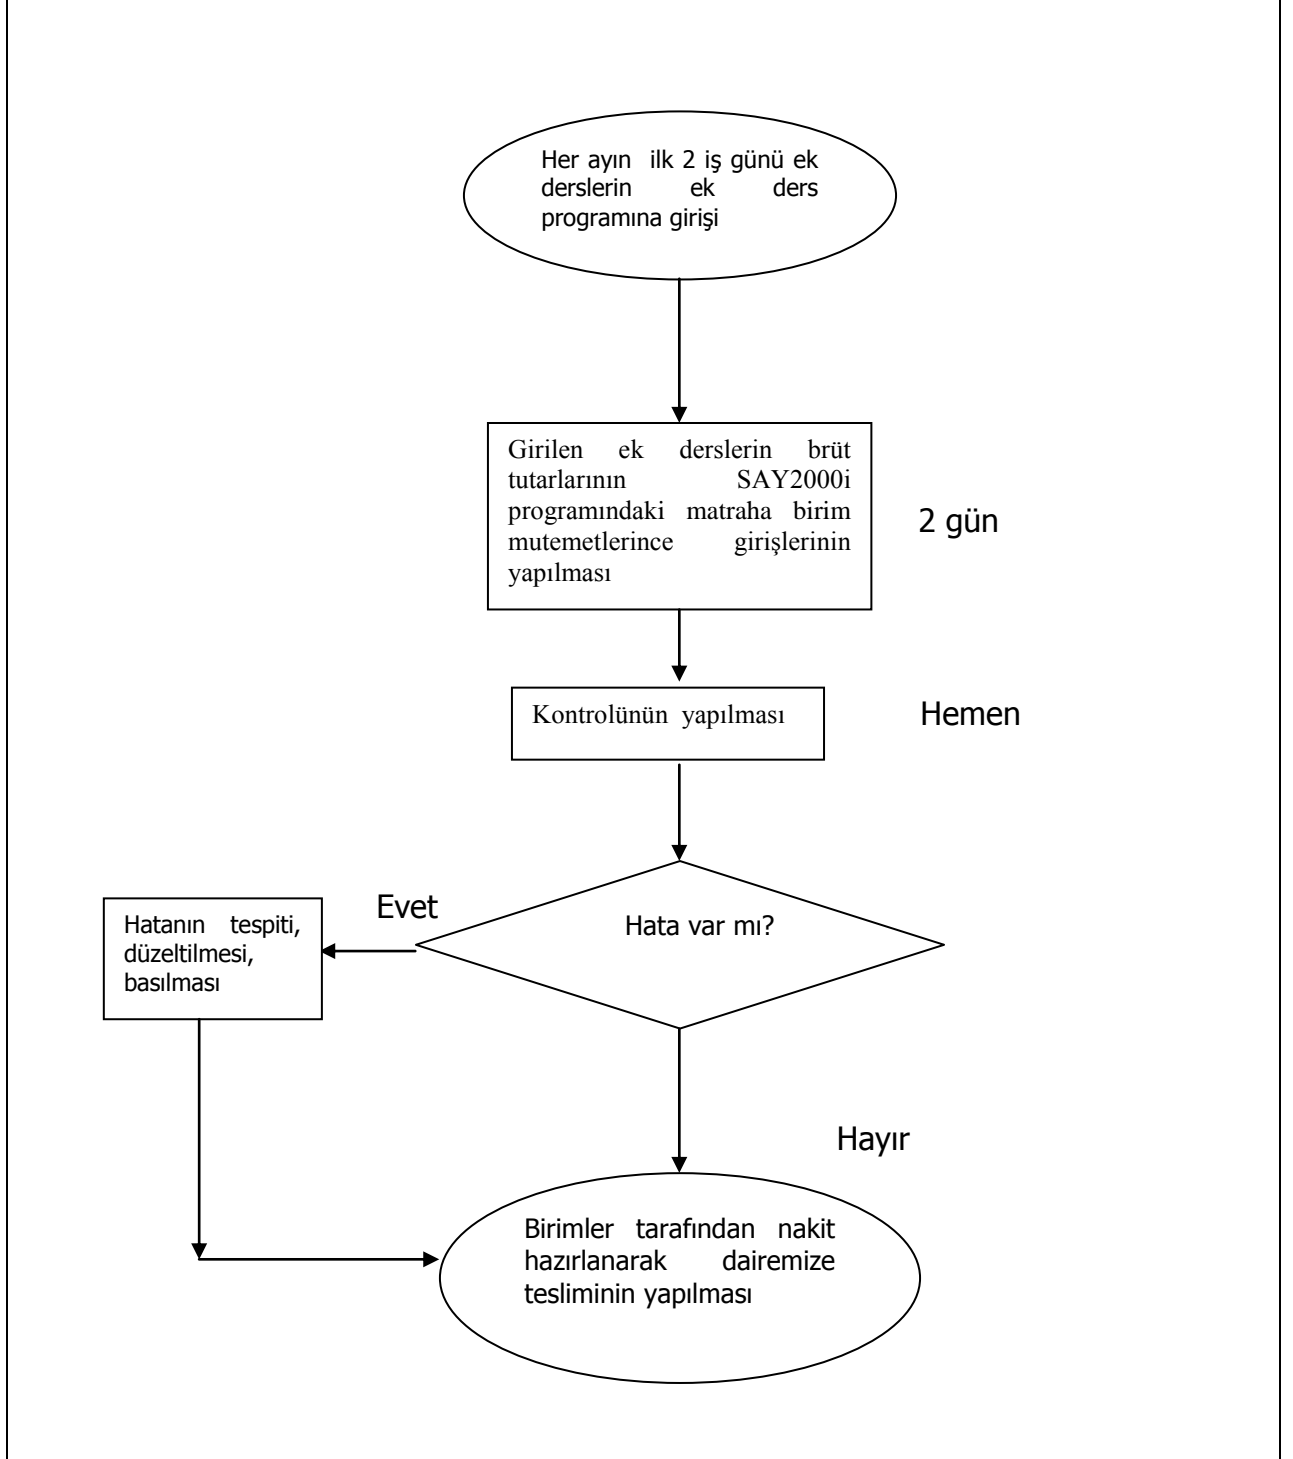 Her ayın ilk 2 iş günü ek
derslerin ek ders
programına girişi
Girilen ek derslerin brüt
tutarlarının SAY2000i
programındaki matraha birim
mutemetlerince girişlerinin
yapılması
2 gün
Kontrolünün yapılması
Hemen
Hata var mı?
Evet
Hatanın tespiti,
düzeltilmesi,
basılması
Hayır
Birimler tarafından nakit
hazırlanarak dairemize
tesliminin yapılması